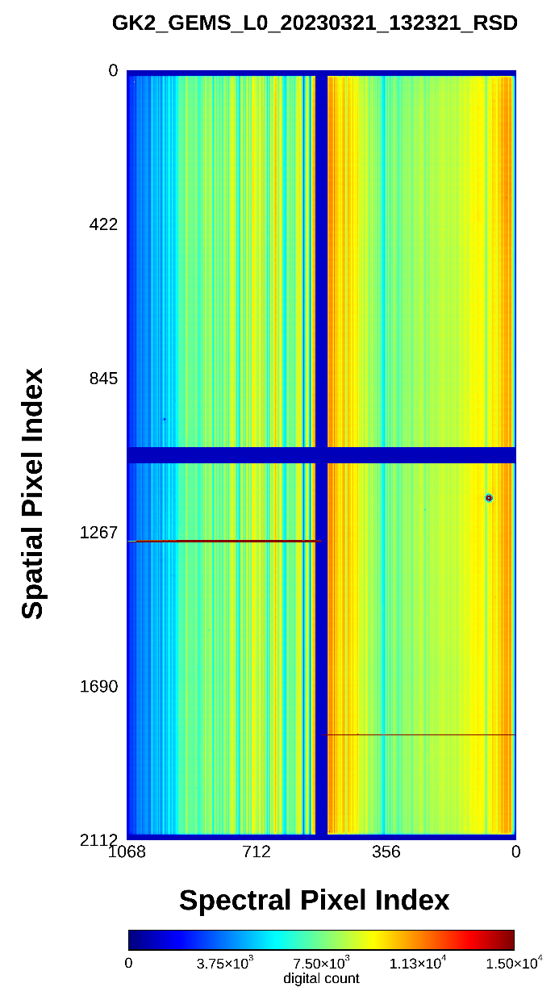 GK2_GEMS_L0_20230321_132321_RSD
0
422
845
1267
1690
2112
Spatial Pixel Index
1068 712 356 0
Spectral Pixel Index
0 3.75×10³ 7.50×10³ 1.13×10⁴ 1.50×10⁴
digital count